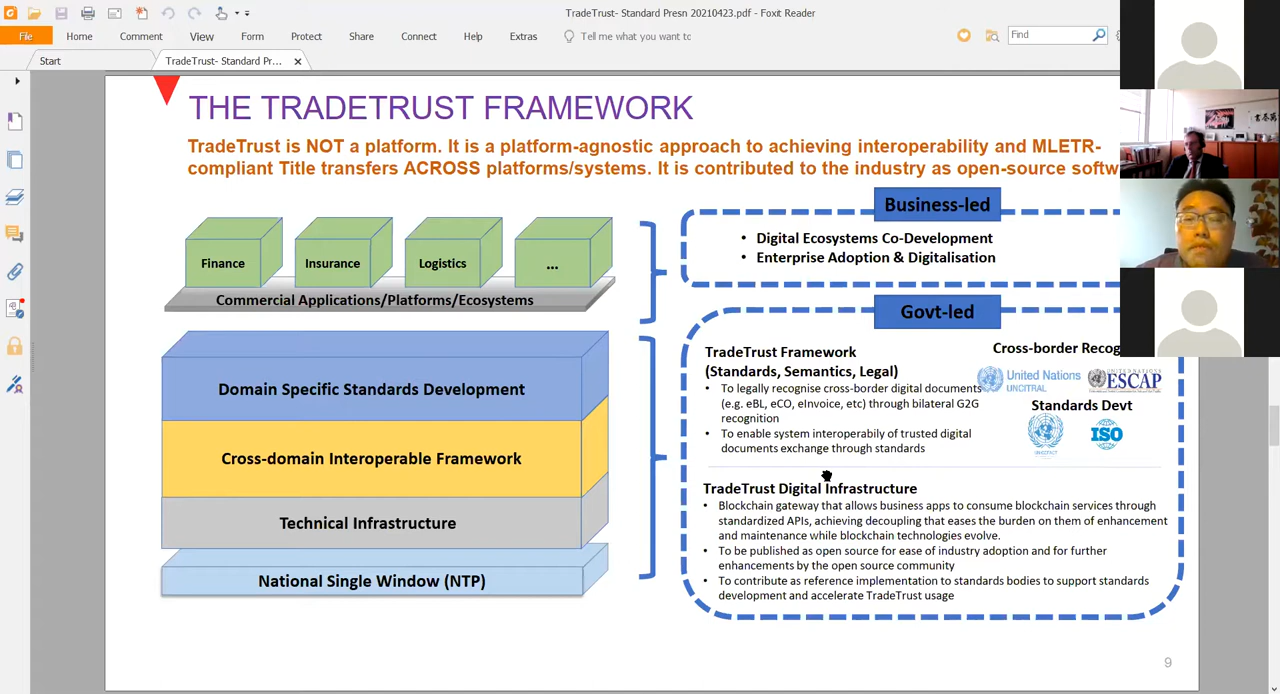 TradeTrust- Standard Presn 20210423.pdf - Foxit Reader
File Home Comment View Form Protect Share Connect Help Extras Tell me what you want to Find
Start TradeTrust- Standard Pr...
THE TRADETRUST FRAMEWORK
TradeTrust is NOT a platform. It is a platform-agnostic approach to achieving interoperability and MLETR-
compliant Title transfers ACROSS platforms/systems. It is contributed to the industry as open-source softw
Finance
Insurance
Logistics
...
Commercial Applications/Platforms/Ecosystems
Domain Specific Standards Development
Cross-domain Interoperable Framework
Technical Infrastructure
National Single Window (NTP)
Business-led
• Digital Ecosystems Co-Development
• Enterprise Adoption & Digitalisation
Govt-led
TradeTrust Framework
(Standards, Semantics, Legal)
• To legally recognise cross-border digital documents
(e.g. eBL, eCO, eInvoice, etc) through bilateral G2G
recognition
• To enable system interoperabily of trusted digital
documents exchange through standards
Cross-border Recog
United Nations
UNCITRAL
ESCAP
Standards Devt
ISO
TradeTrust Digital Infrastructure
• Blockchain gateway that allows business apps to consume blockchain services through
standardized APIs, achieving decoupling that eases the burden on them of enhancement
and maintenance while blockchain technologies evolve.
• To be published as open source for ease of industry adoption and for further
enhancements by the open source community
• To contribute as reference implementation to standards bodies to support standards
development and accelerate TradeTrust usage
9